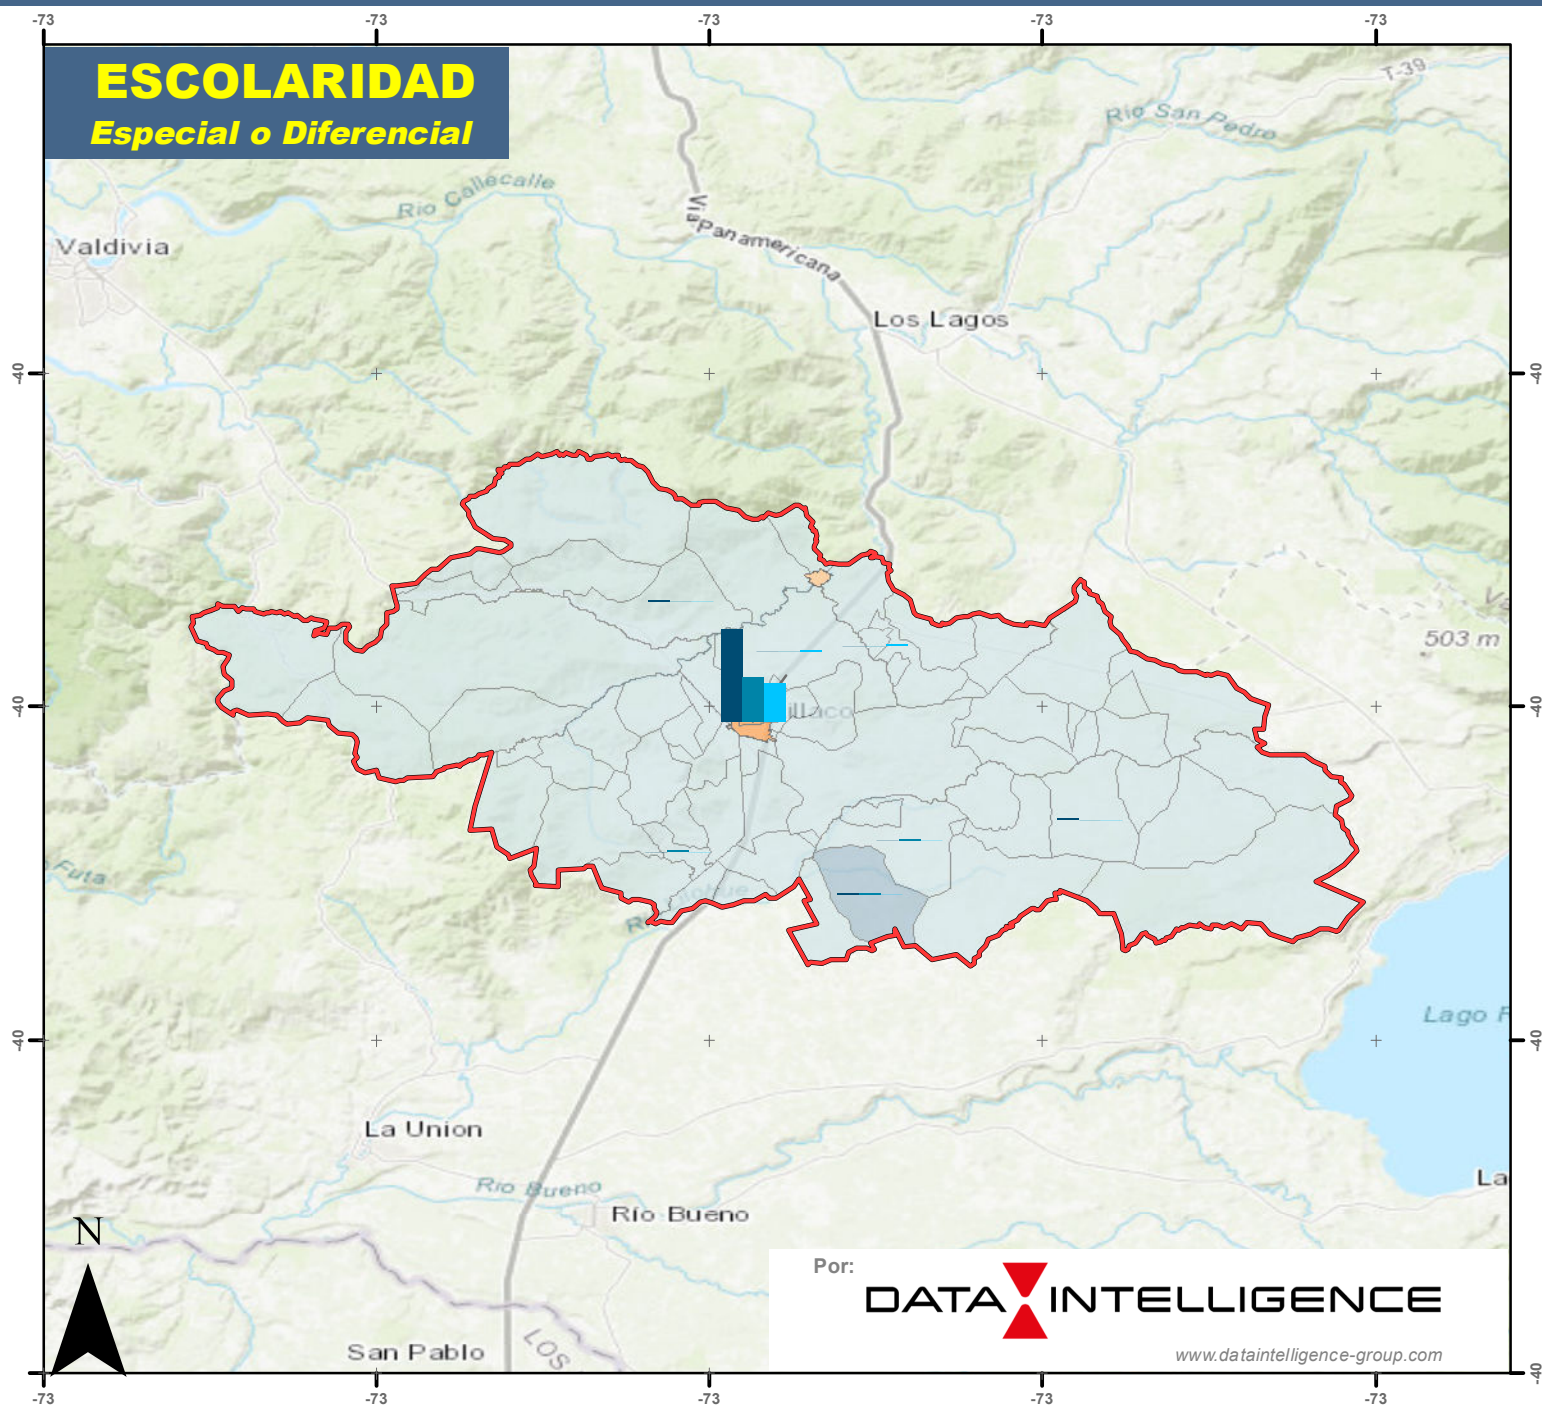 -73 -73 -73 -73 -73
ESCOLARIDAD
Especial o Diferencial
T-39
Rio San Pedro
Rio Callecalle
Via Panamericana
Valdivia
Los Lagos
-40 -40
503 m
-40 illaco -40
Futa
-40 Lago -40
La Union
La
Rio Bueno
Río Bueno
N
Por:
DATA INTELLIGENCE
San Pablo
LOS
www.dataintelligence-group.com
-40
-73 -73 -73 -73 -73